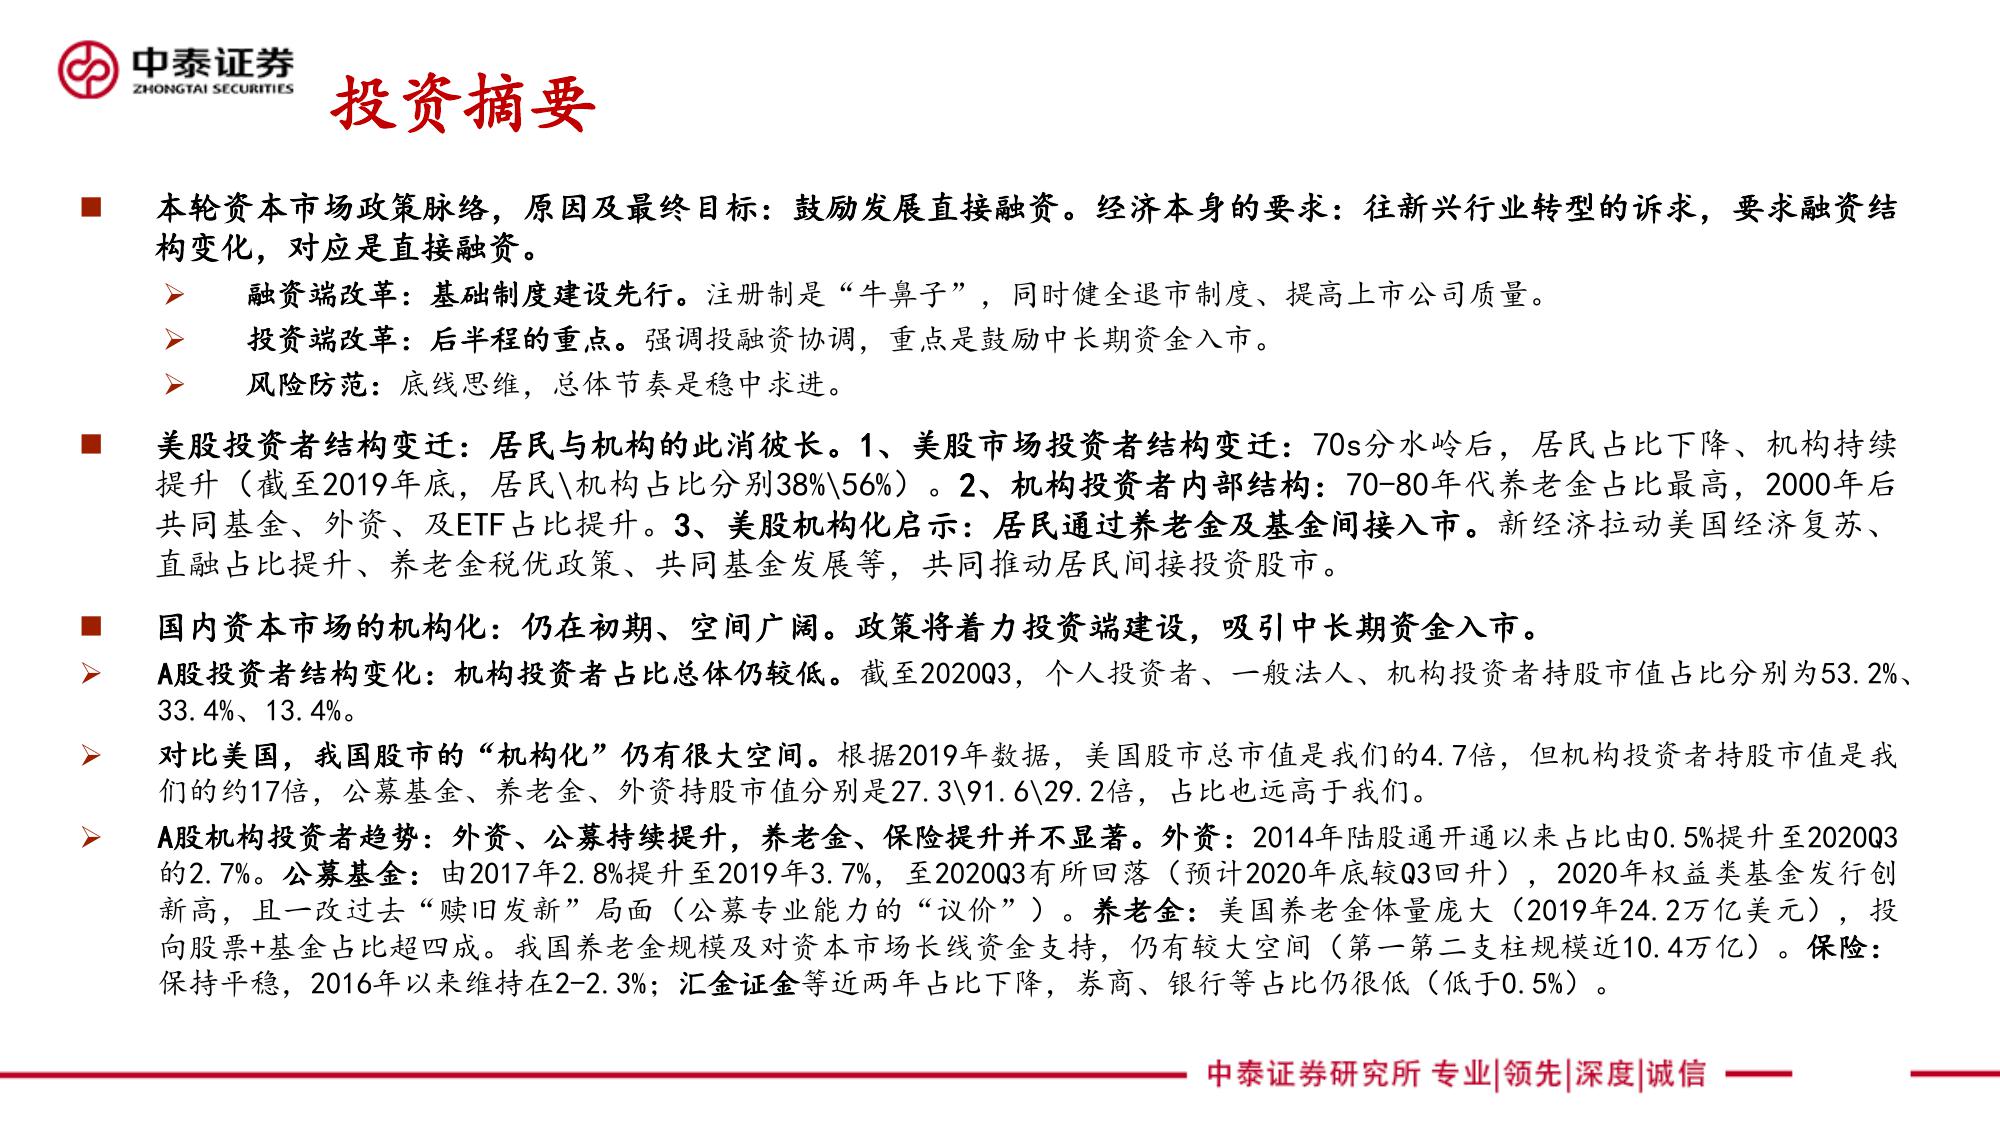 中泰证券
ZHONGTAI SECURITIES
投资摘要
本轮资本市场政策脉络，原因及最终目标：鼓励发展直接融资。经济本身的要求：往新兴行业转型的诉求，要求融资结
构变化，对应是直接融资。
融资端改革：基础制度建设先行。注册制是“牛鼻子”，同时健全退市制度、提高上市公司质量。
投资端改革：后半程的重点。强调投融资协调，重点是鼓励中长期资金入市。
风险防范：底线思维，总体节奏是稳中求进。
美股投资者结构变迁：居民与机构的此消彼长。1、美股市场投资者结构变迁：70s分水岭后，居民占比下降、机构持续
提升（截至2019年底，居民\机构占比分别38%\56%）。2、机构投资者内部结构：70-80年代养老金占比最高，2000年后
共同基金、外资、及ETF占比提升。3、美股机构化启示：居民通过养老金及基金间接入市。新经济拉动美国经济复苏、
直融占比提升、养老金税优政策、共同基金发展等，共同推动居民间接投资股市。
国内资本市场的机构化：仍在初期、空间广阔。政策将着力投资端建设，吸引中长期资金入市。
A股投资者结构变化：机构投资者占比总体仍较低。截至2020Q3，个人投资者、一般法人、机构投资者持股市值占比分别为53.2%、
33.4%、13.4%。
对比美国，我国股市的“机构化”仍有很大空间。根据2019年数据，美国股市总市值是我们的4.7倍，但机构投资者持股市值是我
们的约17倍，公募基金、养老金、外资持股市值分别是27.3\91.6\29.2倍，占比也远高于我们。
A股机构投资者趋势：外资、公募持续提升，养老金、保险提升并不显著。外资：2014年陆股通开通以来占比由0.5%提升至2020Q3
的2.7%。公募基金：由2017年2.8%提升至2019年3.7%，至2020Q3有所回落（预计2020年底较Q3回升），2020年权益类基金发行创
新高，且一改过去“赎旧发新”局面（公募专业能力的“议价”）。养老金：美国养老金体量庞大（2019年24.2万亿美元），投
向股票+基金占比超四成。我国养老金规模及对资本市场长线资金支持，仍有较大空间（第一第二支柱规模近10.4万亿）。保险：
保持平稳，2016年以来维持在2-2.3%；汇金证金等近两年占比下降，券商、银行等占比仍很低（低于0.5%）。
中泰证券研究所 专业|领先|深度|诚信